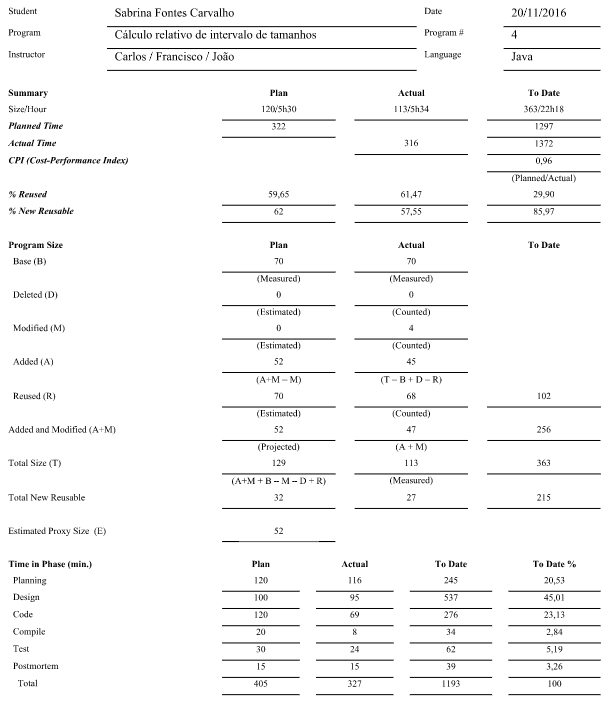 Student Sabrina Fontes Carvalho Date 20/11/2016
Program Cálculo relativo de intervalo de tamanhos Program # 4
Instructor Carlos / Francisco / João Language Java
Summary Plan Actual To Date
Size/Hour 120/5h30 113/5h34 363/22h18
Planned Time 322 1297
Actual Time 316 1372
CPI (Cost-Performance Index) 0,96
(Planned/Actual)
% Reused 59,65 61,47 29,90
% New Reusable 62 57,55 85,97
Program Size Plan Actual To Date
Base (B) 70 70
(Measured) (Measured)
Deleted (D) 0 0
(Estimated) (Counted)
Modified (M) 0 4
(Estimated) (Counted)
Added (A) 52 45
(A+M – M) (T – B + D – R)
Reused (R) 70 68 102
(Estimated) (Counted)
Added and Modified (A+M) 52 47 256
(Projected) (A + M)
Total Size (T) 129 113 363
(A+M + B – M – D + R) (Measured)
Total New Reusable 32 27 215
Estimated Proxy Size (E) 52
Time in Phase (min.) Plan Actual To Date To Date %
Planning 120 116 245 20,53
Design 100 95 537 45,01
Code 120 69 276 23,13
Compile 20 8 34 2,84
Test 30 24 62 5,19
Postmortem 15 15 39 3,26
Total 405 327 1193 100